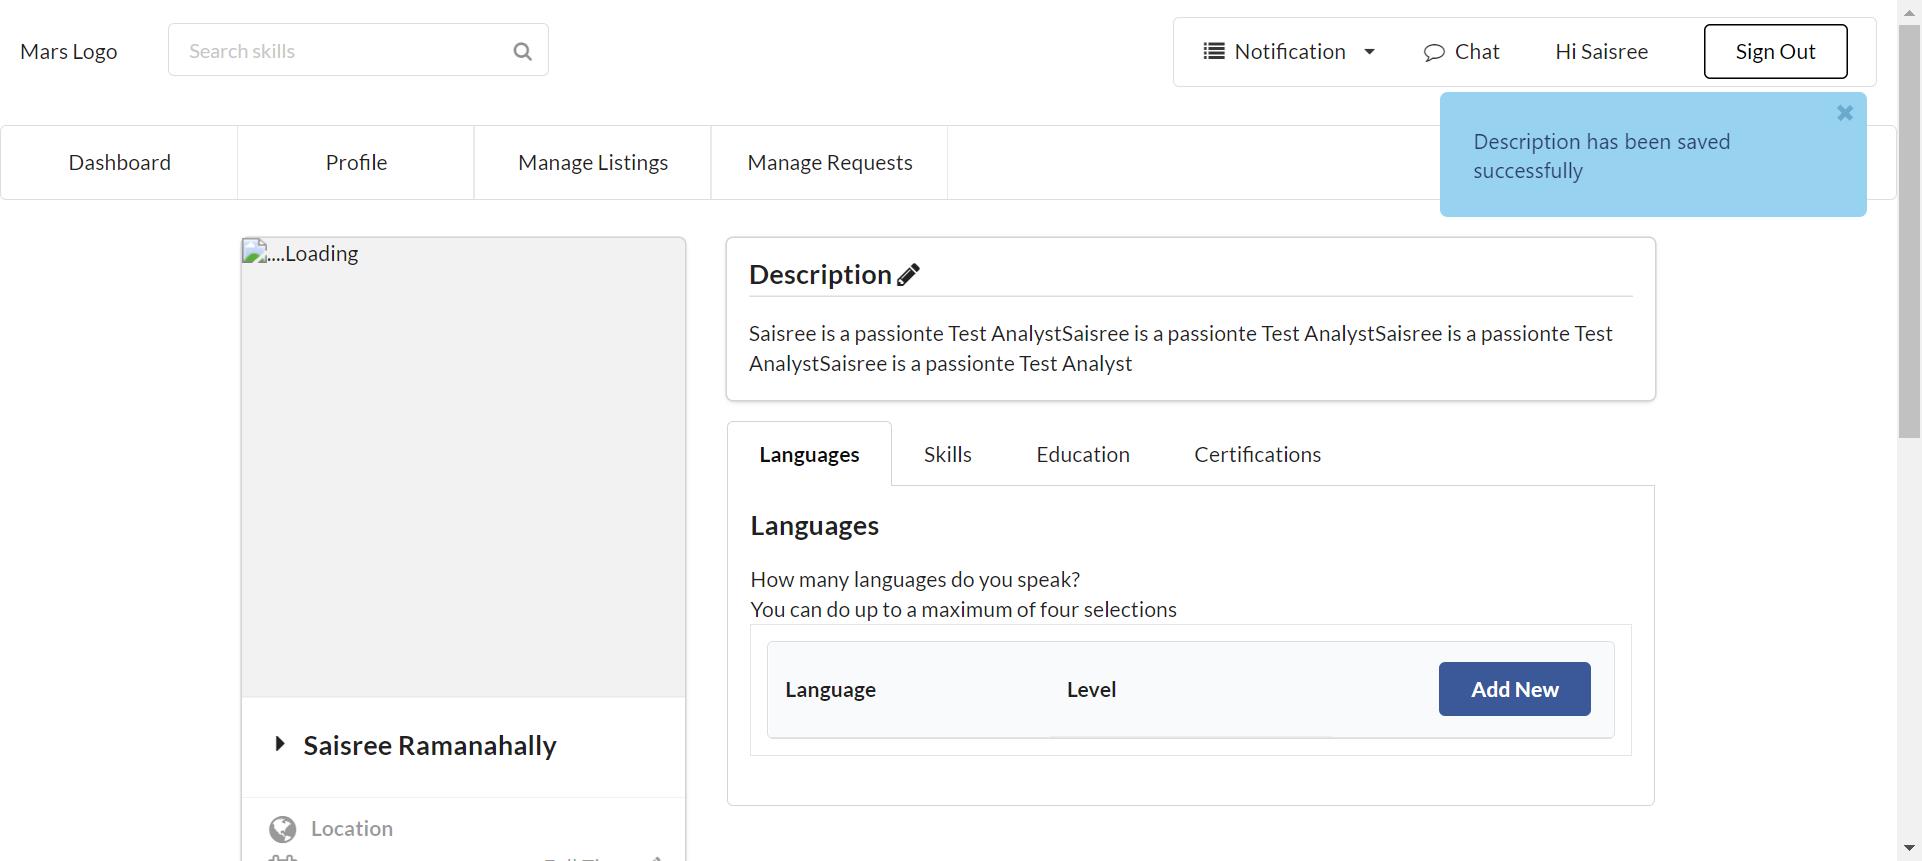 Mars Logo
Search skills
Notification
Chat
Hi Saisree
Sign Out
Dashboard
Profile
Manage Listings
Manage Requests
Description has been saved
successfully
....Loading
Saisree Ramanahally
Location
Description
Saisree is a passionte Test AnalystSaisree is a passionte Test AnalystSaisree is a passionte Test
AnalystSaisree is a passionte Test Analyst
Languages
Skills
Education
Certifications
Languages
How many languages do you speak?
You can do up to a maximum of four selections
Language
Level
Add New